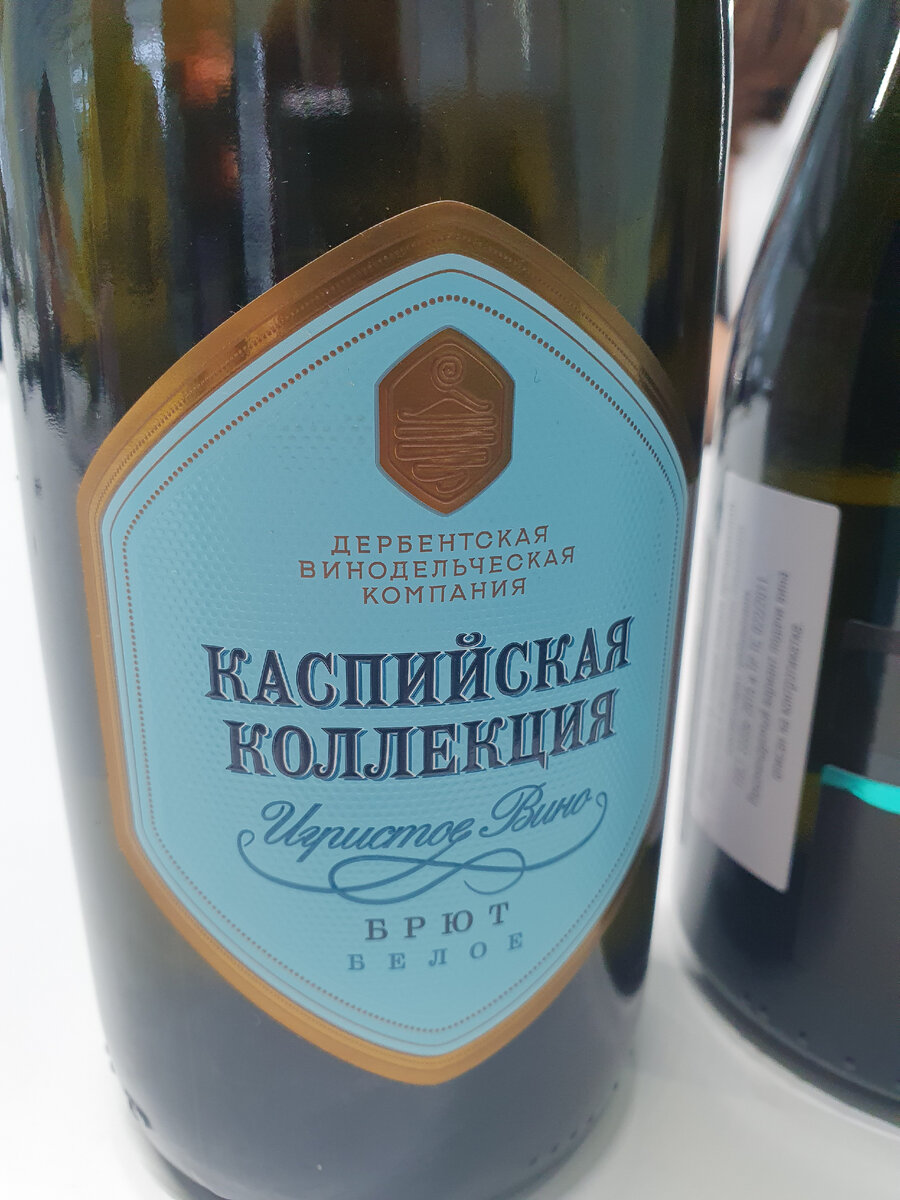 ДЕРБЕНТСКАЯ
ВИНОДЕЛЬЧЕСКАЯ
КОМПАНИЯ
КАСПИЙСКАЯ
КОЛЛЕКЦИЯ
Игристое Вино
БРЮТ
БЕЛОЕ